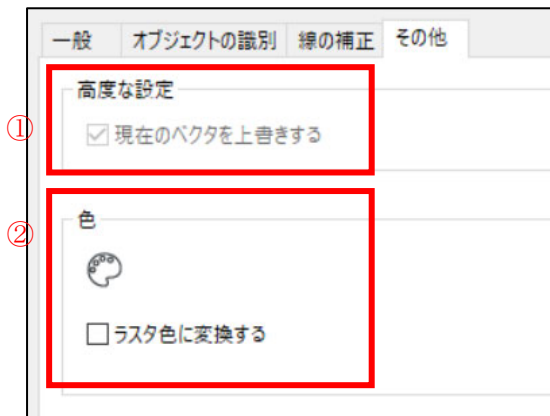 一般 オブジェクトの識別 線の補正 その他
高度な設定
① 現在のベクタを上書きする
② 色
ラスタ色に変換する